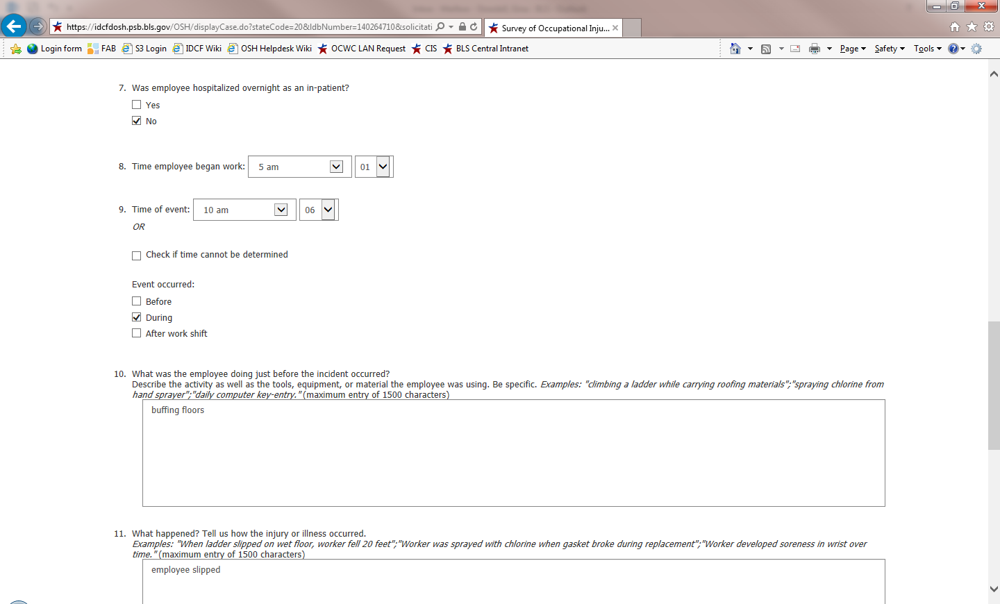 https://idcfdosh.psb.bls.gov/OSH/displayCase.do?stateCode=20&idbNumber=140264710&solicitati
Survey of Occupational Inju...
Login form FAB S3 Login IDCF Wiki OSH Helpdesk Wiki OCWC LAN Request CIS BLS Central Intranet Page Safety Tools
7. Was employee hospitalized overnight as an in-patient?
Yes
No
8. Time employee began work: 5 am 01
9. Time of event: 10 am 06
OR
Check if time cannot be determined
Event occurred:
Before
During
After work shift
10. What was the employee doing just before the incident occurred?
Describe the activity as well as the tools, equipment, or material the employee was using. Be specific. Examples: "climbing a ladder while carrying roofing materials";"spraying chlorine from
hand sprayer";"daily computer key-entry." (maximum entry of 1500 characters)
buffing floors
11. What happened? Tell us how the injury or illness occurred.
Examples: "When ladder slipped on wet floor, worker fell 20 feet";"Worker was sprayed with chlorine when gasket broke during replacement";"Worker developed soreness in wrist over
time." (maximum entry of 1500 characters)
employee slipped